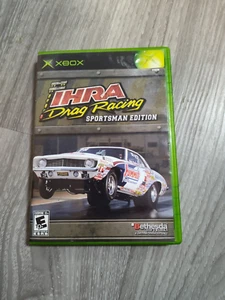 XBOX
IHRA
Drag Racing
SPORTSMAN EDITION
E
Bethesda